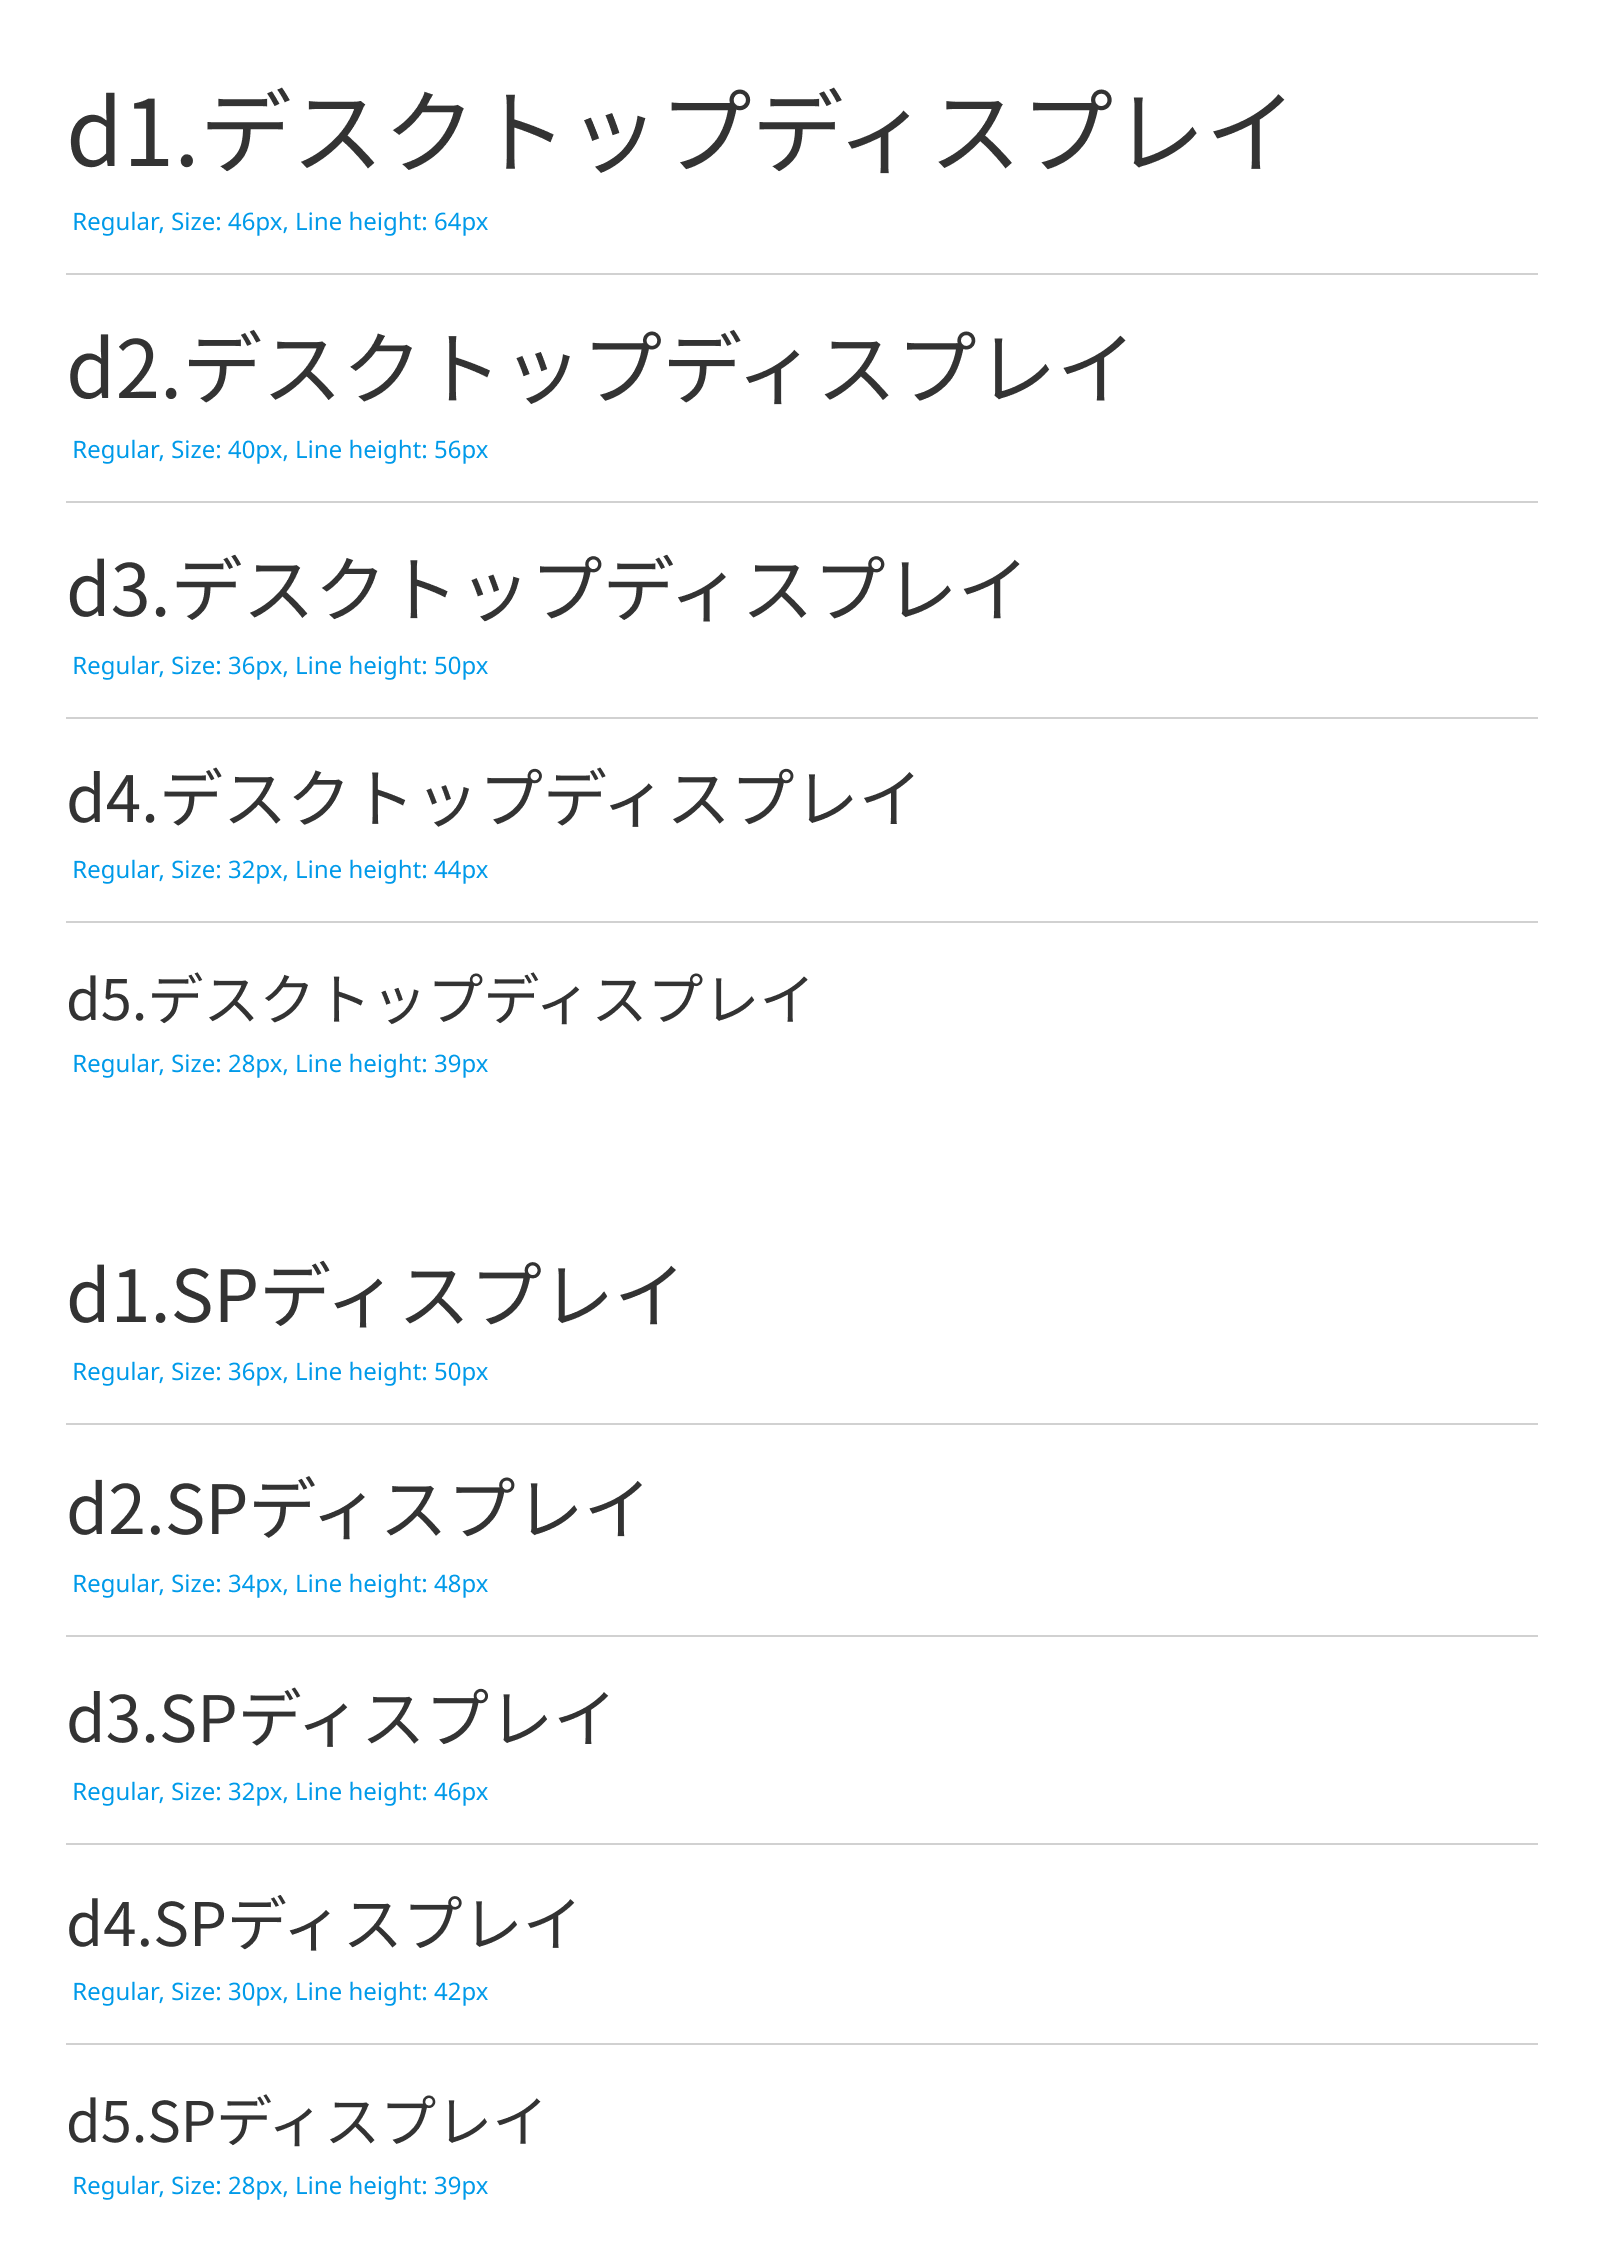 d1.デスクトップディスプレイ
Regular, Size: 46px, Line height: 64px
d2.デスクトップディスプレイ
Regular, Size: 40px, Line height: 56px
d3.デスクトップディスプレイ
Regular, Size: 36px, Line height: 50px
d4.デスクトップディスプレイ
Regular, Size: 32px, Line height: 44px
d5.デスクトップディスプレイ
Regular, Size: 28px, Line height: 39px
d1.SPディスプレイ
Regular, Size: 36px, Line height: 50px
d2.SPディスプレイ
Regular, Size: 34px, Line height: 48px
d3.SPディスプレイ
Regular, Size: 32px, Line height: 46px
d4.SPディスプレイ
Regular, Size: 30px, Line height: 42px
d5.SPディスプレイ
Regular, Size: 28px, Line height: 39px